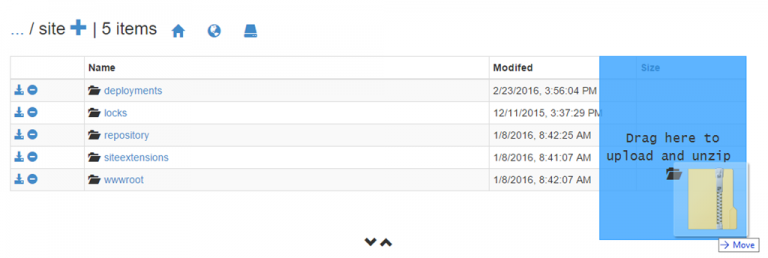 ... / site + | 5 items
Name Modifed Size
deployments 2/23/2016, 3:56:04 PM
locks 12/11/2015, 3:37:29 PM
repository 1/8/2016, 8:42:25 AM
siteextensions 1/8/2016, 8:41:07 AM
wwwroot 1/8/2016, 8:42:07 AM
Drag here to
upload and unzip
Move